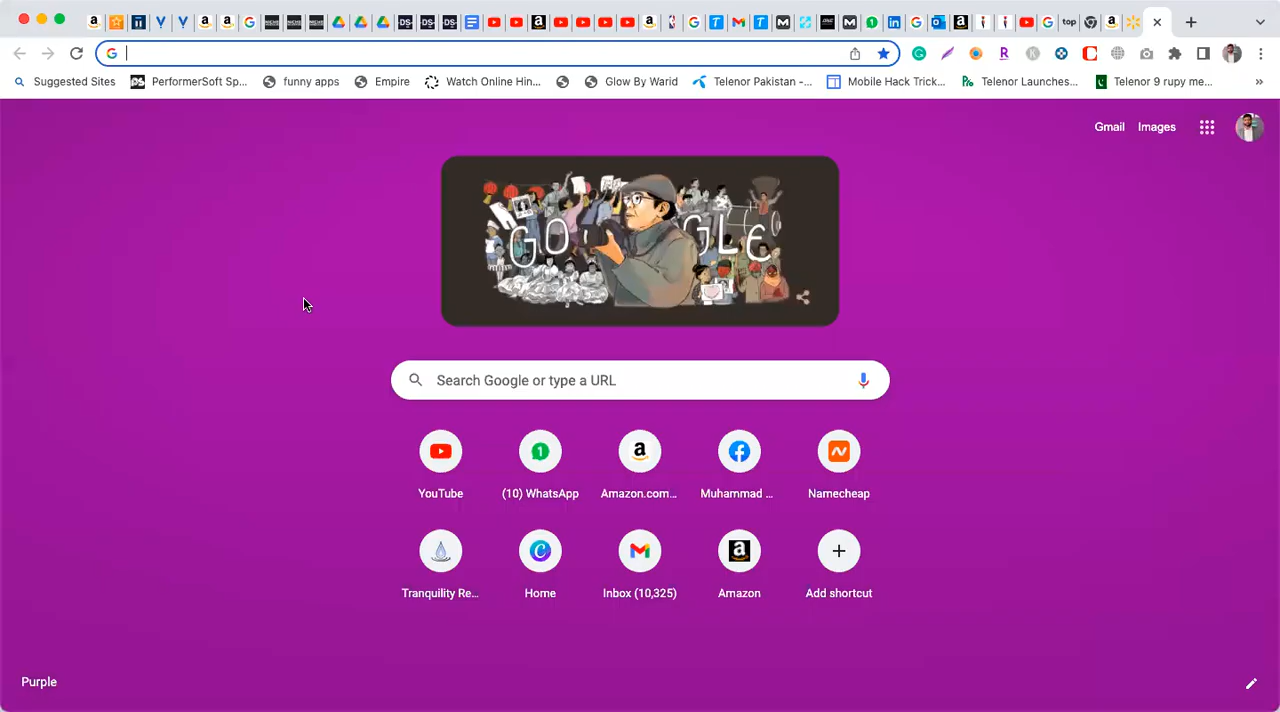 top
Suggested Sites
PerformerSoft Sp...
funny apps
Empire
Watch Online Hin...
Glow By Warid
Telenor Pakistan -...
Mobile Hack Trick...
Telenor Launches...
Telenor 9 rupy me...
»
Gmail
Images
GOOGLE
Search Google or type a URL
YouTube
(10) WhatsApp
Amazon.com...
Muhammad ...
Namecheap
Tranquility Re...
Home
Inbox (10,325)
Amazon
Add shortcut
Purple